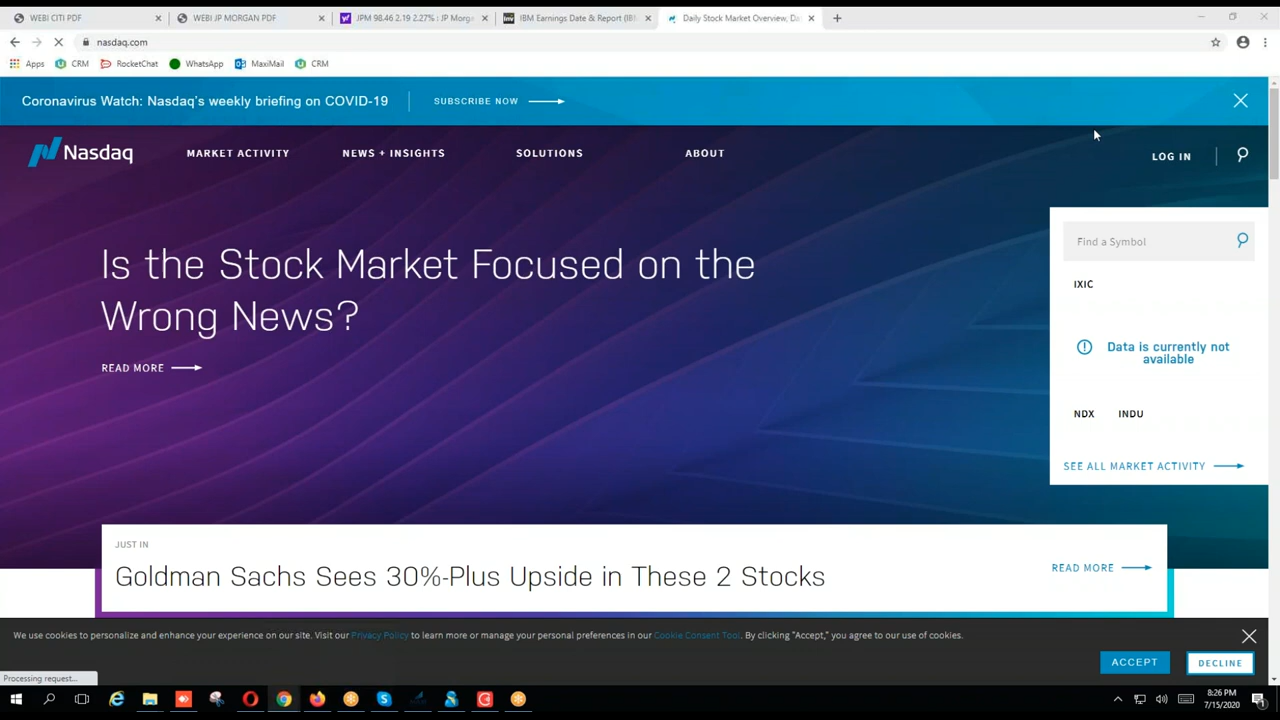 WEBI CITI PDF
WEBI JP MORGAN PDF
JPM 98.46 2.19 2.27% : JP Morga
IBM Earnings Date & Report (IBM
Daily Stock Market Overview, Da
nasdaq.com
Apps CRM RocketChat WhatsApp MaxiMail CRM
Coronavirus Watch: Nasdaq's weekly briefing on COVID-19
SUBSCRIBE NOW
Nasdaq
MARKET ACTIVITY NEWS + INSIGHTS SOLUTIONS ABOUT
LOG IN
Is the Stock Market Focused on the
Wrong News?
READ MORE
Find a Symbol
IXIC
Data is currently not
available
NDX INDU
SEE ALL MARKET ACTIVITY
JUST IN
Goldman Sachs Sees 30%-Plus Upside in These 2 Stocks
READ MORE
We use cookies to personalize and enhance your experience on our site. Visit our Privacy Policy to learn more or manage your personal preferences in our Cookie Consent Tool. By clicking "Accept," you agree to our use of cookies.
ACCEPT
DECLINE
Processing request...
8:26 PM
7/15/2020